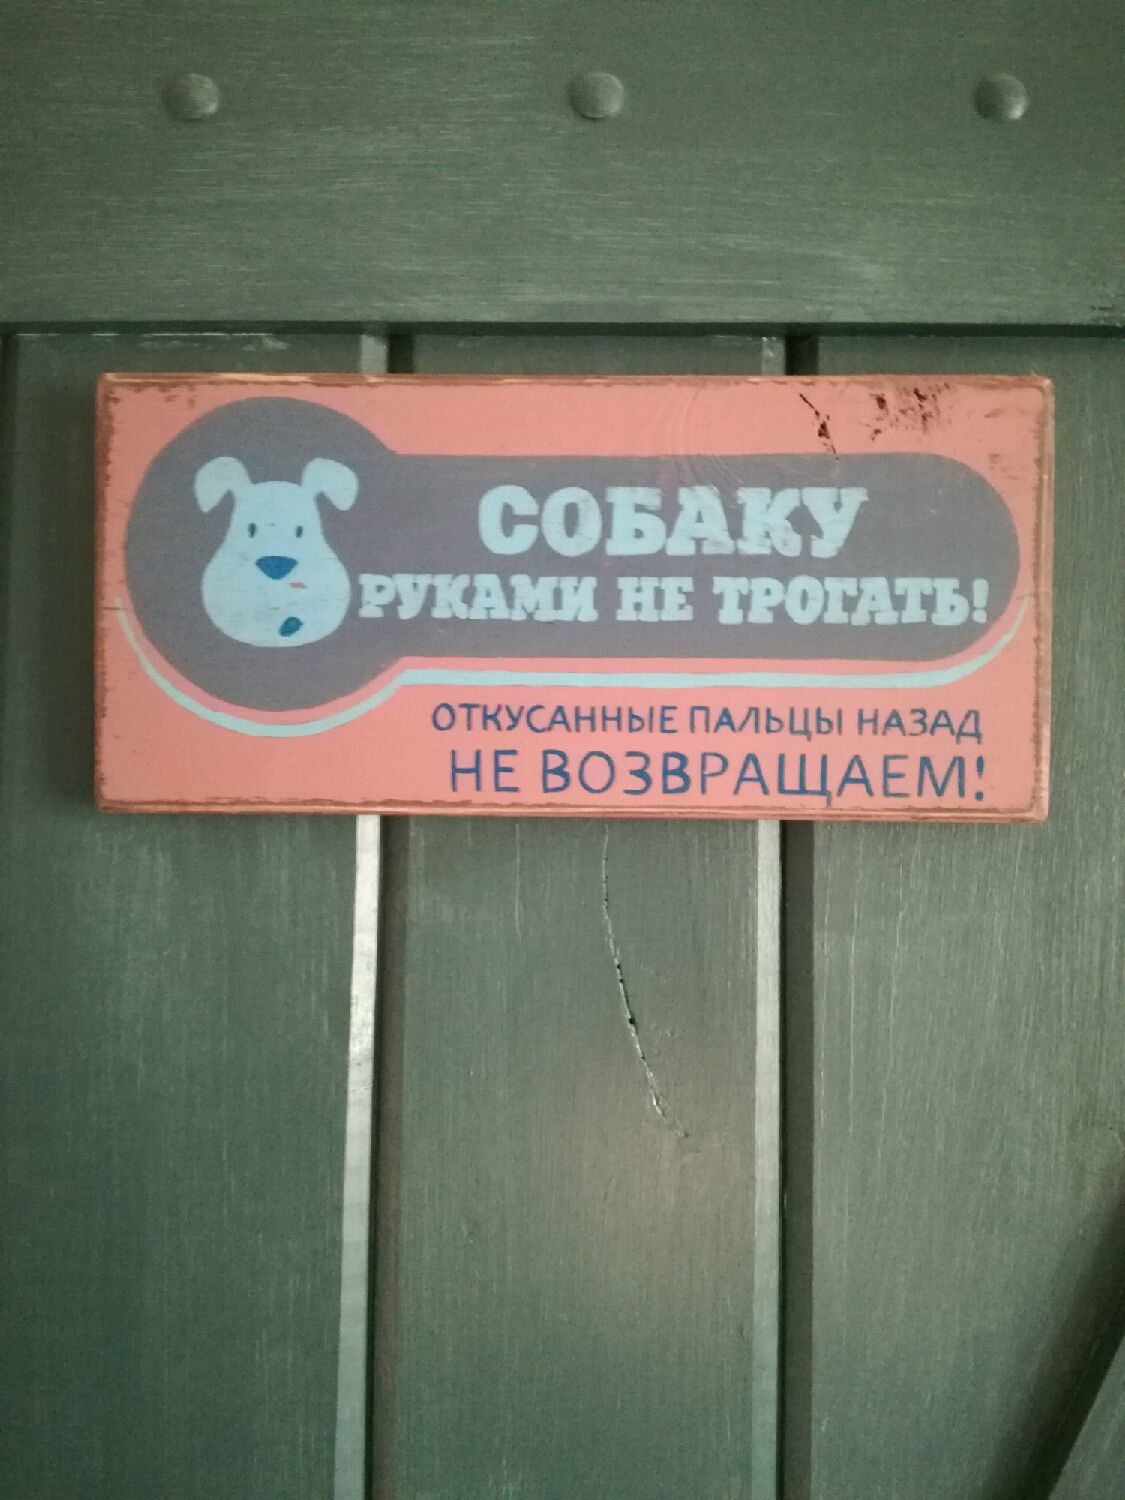 СОБАКУ
РУКАМИ НЕ ТРОГАТЬ!
ОТКУСАННЫЕ ПАЛЬЦЫ НАЗАД
НЕ ВОЗВРАЩАЕМ!